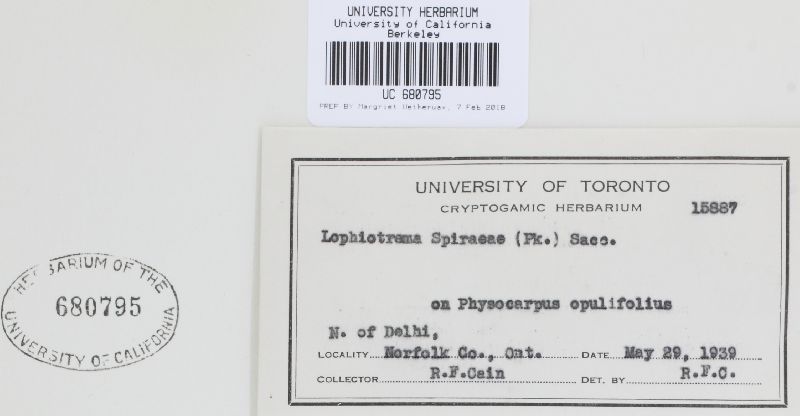 UNIVERSITY HERBARIUM
University of California
Berkeley
UC 680795
PREP BY Margriet Wetherwax, 7 Feb 2018
UNIVERSITY OF TORONTO
CRYPTOGAMIC HERBARIUM 15887
Lophiotrema Spiraeae (Pk.) Sacc.
on Physocarpus opulifolius
N. of Delhi,
LOCALITY Norfolk Co., Ont. DATE May 29, 1939
COLLECTOR R.F.Cain DET. BY R.F.C.
HERBARIUM OF THE
680795
UNIVERSITY OF CALIFORNIA